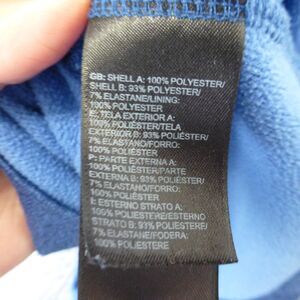 GB: SHELL A: 100% POLYESTER/
SHELL B: 93% POLYESTER/
7% ELASTANE/LINING:
100% POLYESTER
E: TELA EXTERIOR A:
100% POLIÉSTER/TELA
EXTERIOR B: 93% POLIÉSTER/
7% ELASTANO/FORRO:
100% POLIÉSTER
P: PARTE EXTERNA A:
100% POLIÉSTER/PARTE
EXTERNA B: 93% POLIÉSTER/
7% ELASTANO/FORRO:
100% POLIÉSTER
I: ESTERNO STRATO A:
100% POLIESTERE/ESTERNO
STRATO B: 93% POLIESTERE/
7% ELASTANE/FODERA:
100% POLIESTERE